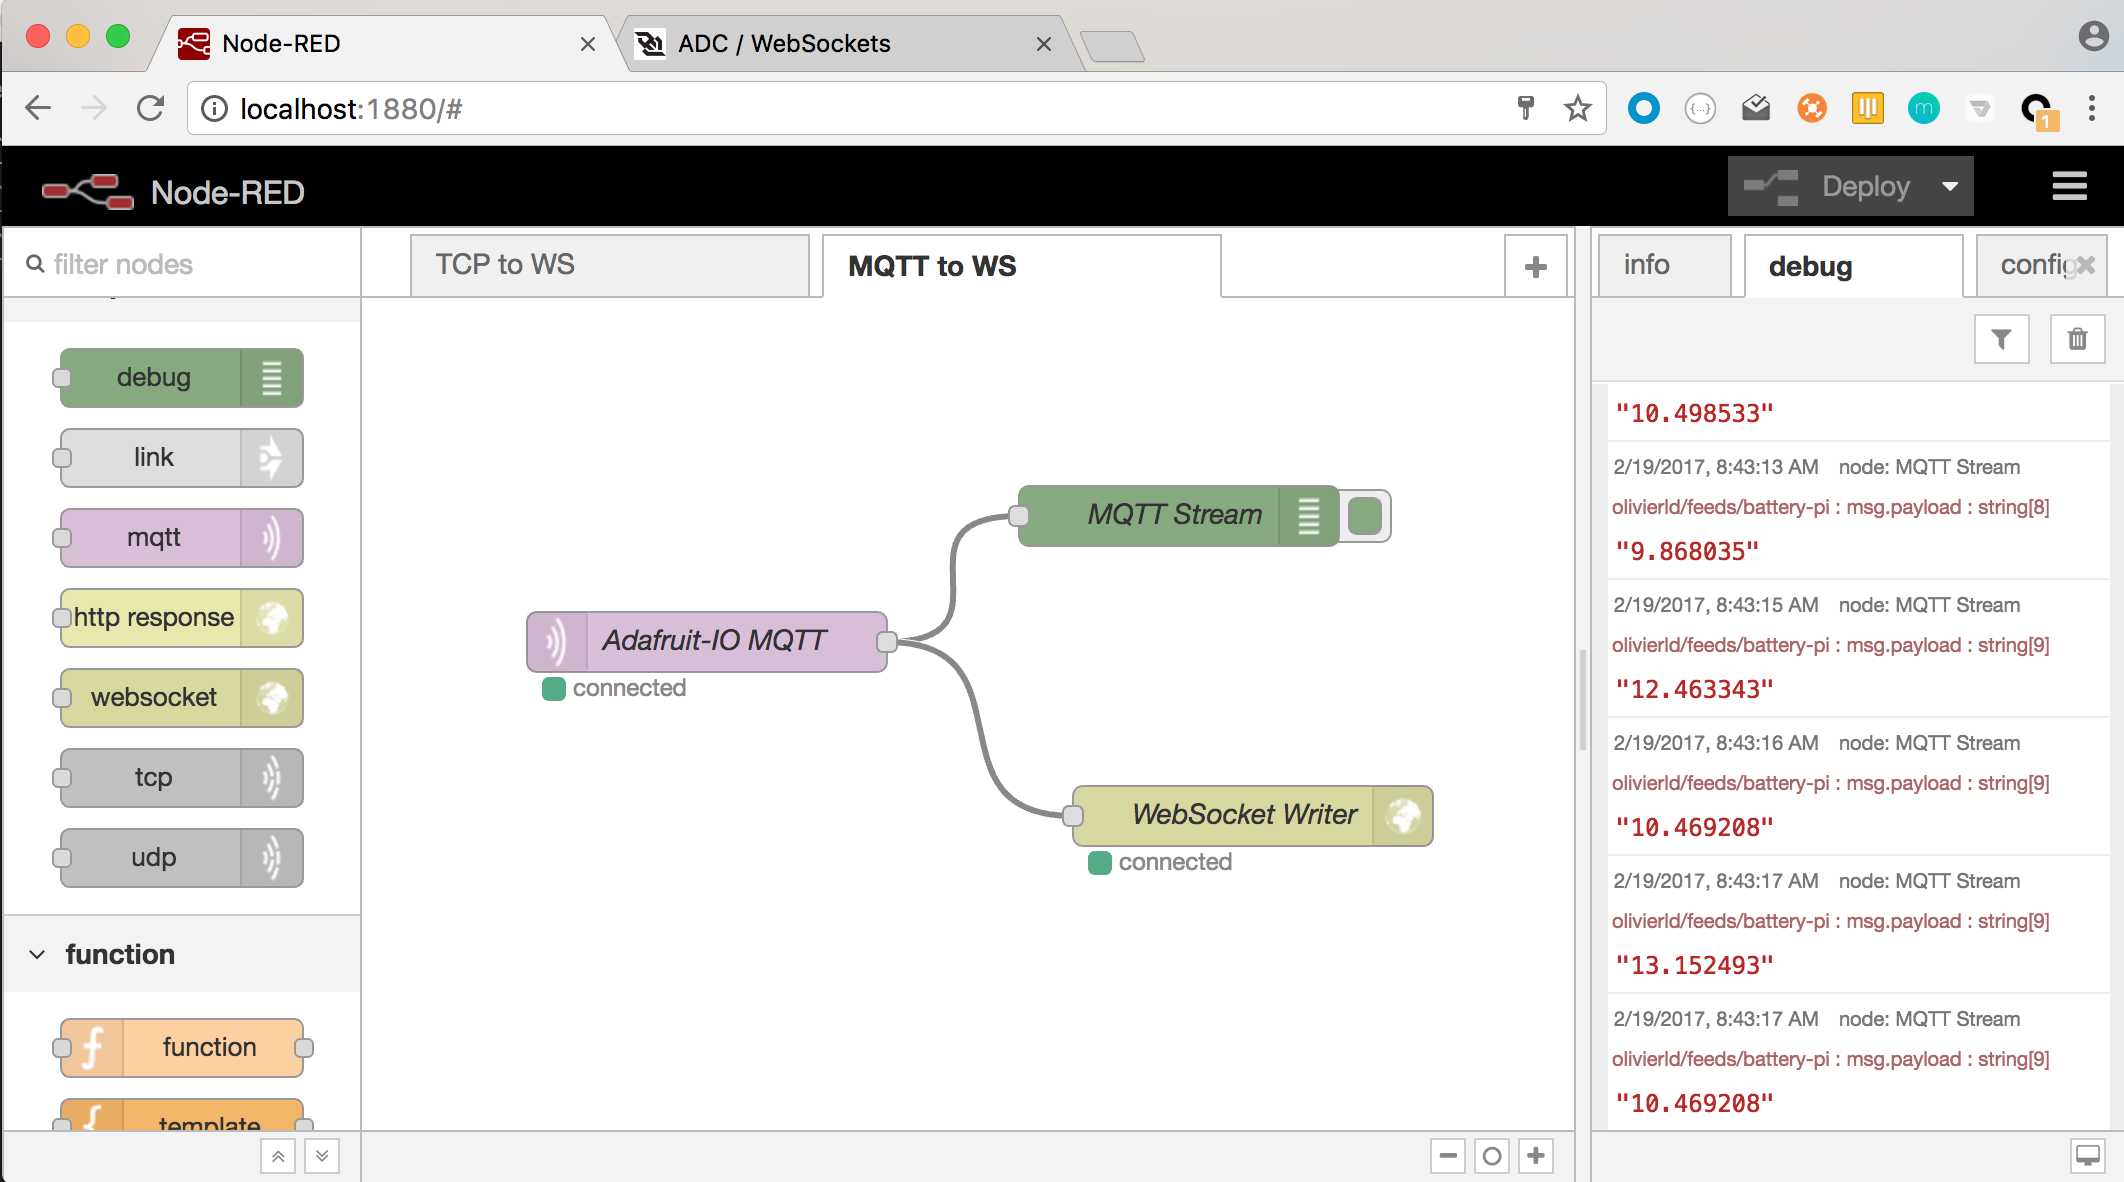 Node-RED
ADC / WebSockets
localhost:1880/#
{...}
m
1
Node-RED
Deploy
filter nodes
TCP to WS
MQTT to WS
info
debug
config
debug
link
mqtt
http response
websocket
tcp
udp
function
function
template
MQTT Stream
Adafruit-IO MQTT
connected
WebSocket Writer
connected
"10.498533"
2/19/2017, 8:43:13 AM node: MQTT Stream
olivierld/feeds/battery-pi : msg.payload : string[8]
"9.868035"
2/19/2017, 8:43:15 AM node: MQTT Stream
olivierld/feeds/battery-pi : msg.payload : string[9]
"12.463343"
2/19/2017, 8:43:16 AM node: MQTT Stream
olivierld/feeds/battery-pi : msg.payload : string[9]
"10.469208"
2/19/2017, 8:43:17 AM node: MQTT Stream
olivierld/feeds/battery-pi : msg.payload : string[9]
"13.152493"
2/19/2017, 8:43:17 AM node: MQTT Stream
olivierld/feeds/battery-pi : msg.payload : string[9]
"10.469208"